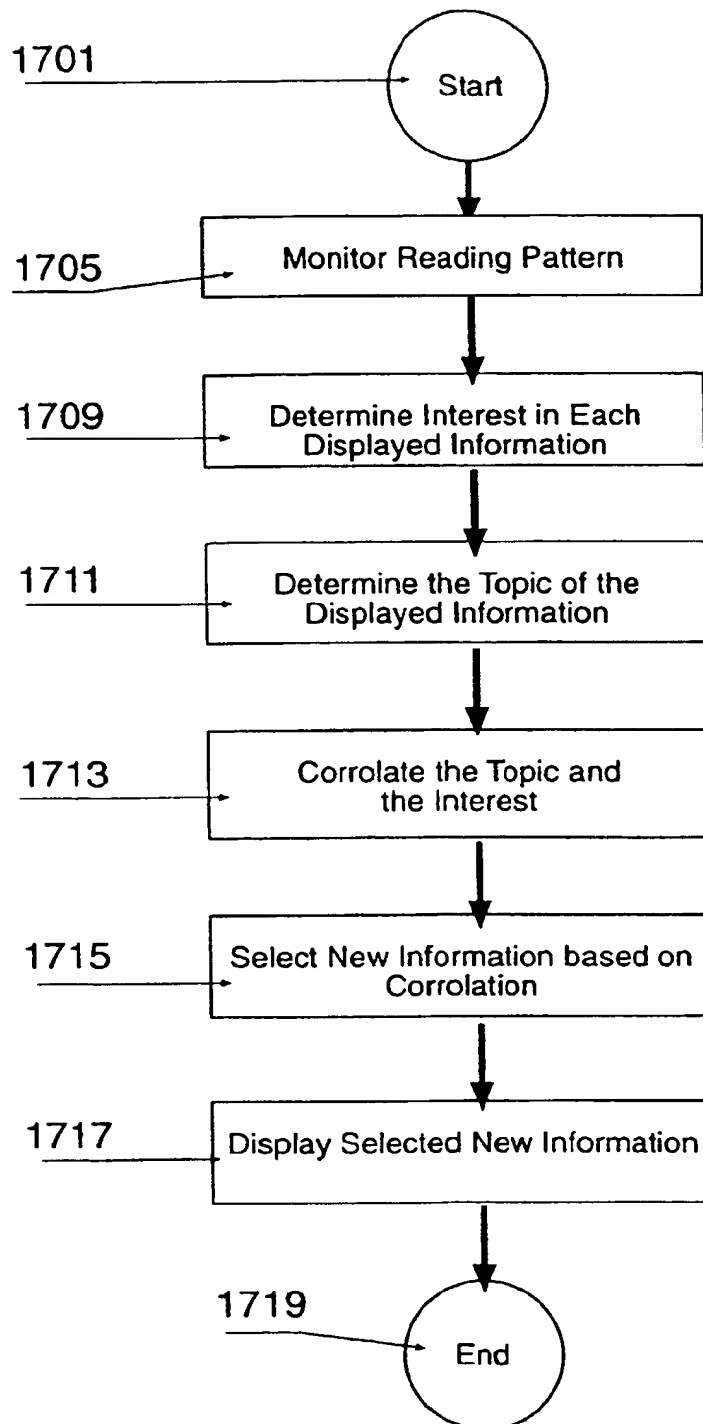 1701
Start
1705
Monitor Reading Pattern
1709
Determine Interest in Each
Displayed Information
1711
Determine the Topic of the
Displayed Information
1713
Corrolate the Topic and
the Interest
1715
Select New Information based on
Corrolation
1717
Display Selected New Information
1719
End